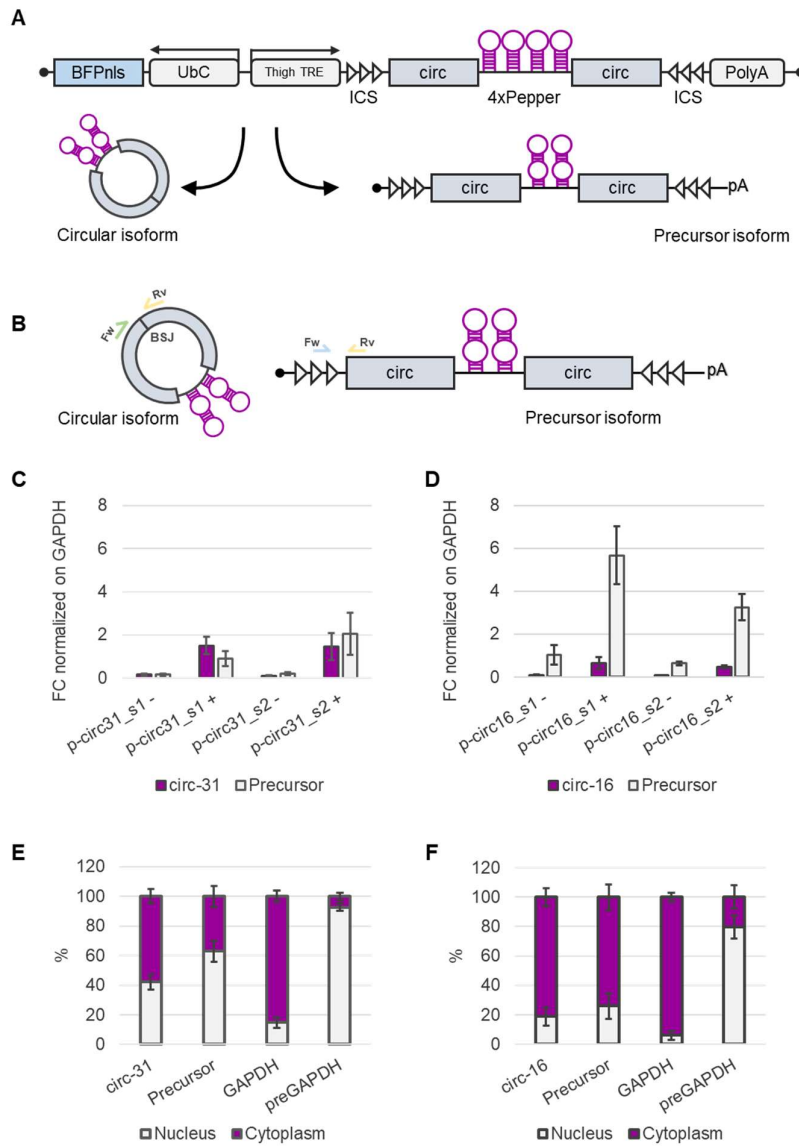 A
BFPnls UbC Thigh TRE circ circ PolyA
ICS 4xPepper ICS
circ circ pA
Circular isoform Precursor isoform
B
Fw Rv BSJ
Fw Rv
circ circ pA
Circular isoform Precursor isoform
C
FC normalized on GAPDH
8
6
4
2
0
p-circ31_s1 - p-circ31_s1 + p-circ31_s2 - p-circ31_s2 +
circ-31 Precursor
D
FC normalized on GAPDH
8
6
4
2
0
p-circ16_s1 - p-circ16_s1 + p-circ16_s2 - p-circ16_s2 +
circ-16 Precursor
E
%
120
100
80
60
40
20
0
circ-31 Precursor GAPDH preGAPDH
Nucleus Cytoplasm
F
%
120
100
80
60
40
20
0
circ-16 Precursor GAPDH preGAPDH
Nucleus Cytoplasm